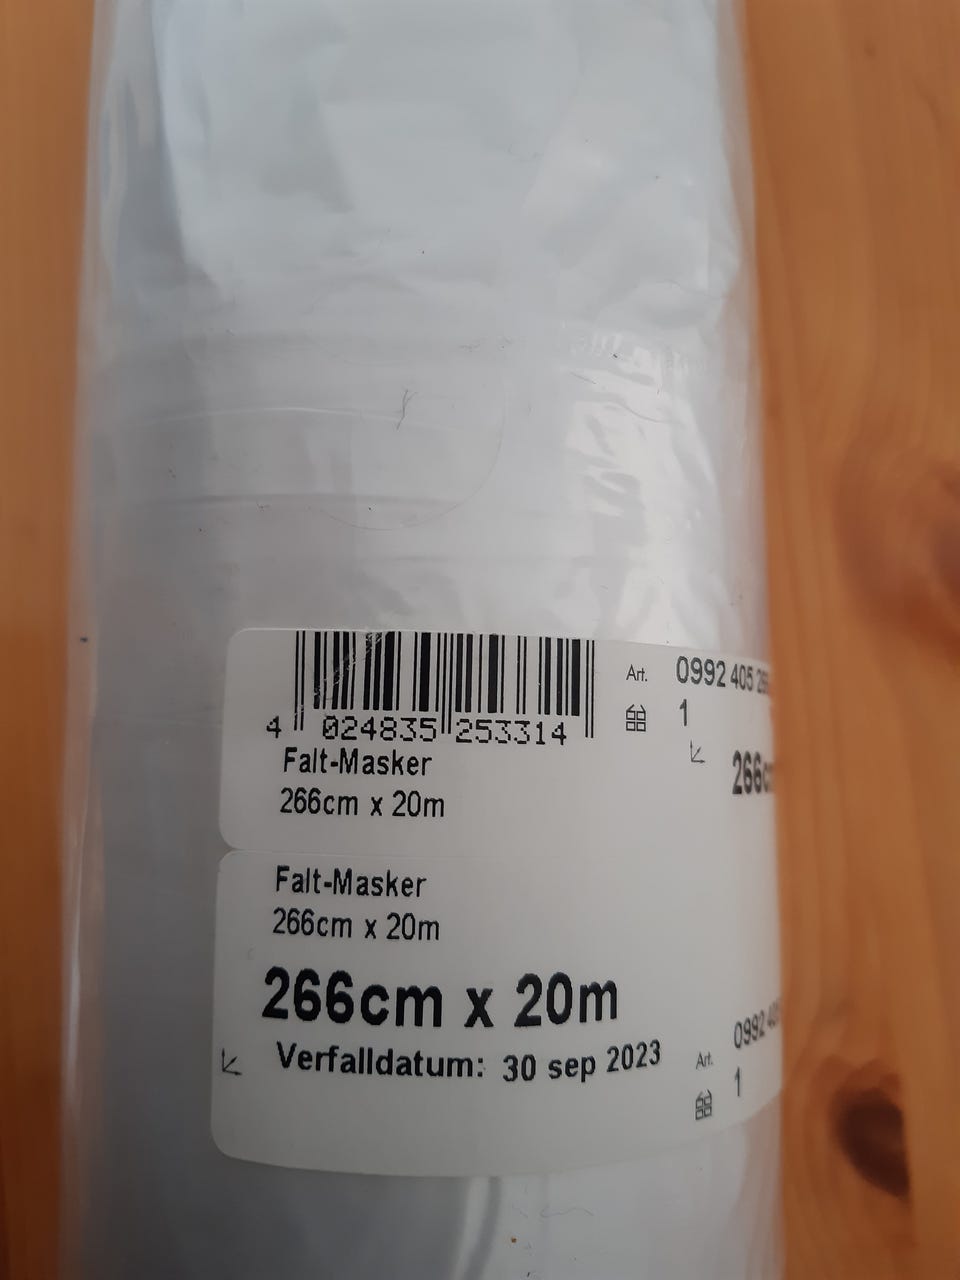 4 024835 253314
Art. 0992 405
1
Falt-Masker
266cm x 20m
Falt-Masker
266cm x 20m
266cm x 20m
Verfalldatum: 30 sep 2023
Art. 0992
1